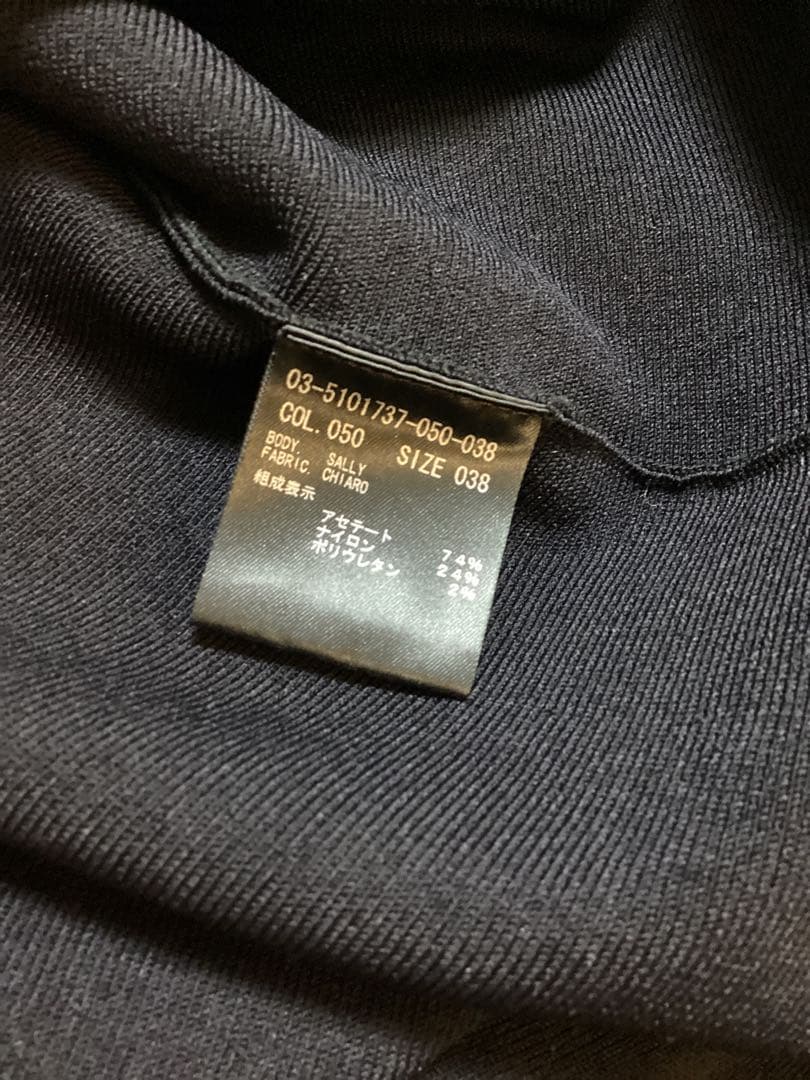 03-5101737-050-038
COL. 050 SIZE 038
BODY SALLY
FABRiC. CHIARO
組成表示
アセテート 74%
ナイロン 24%
ポリウレタン 2%